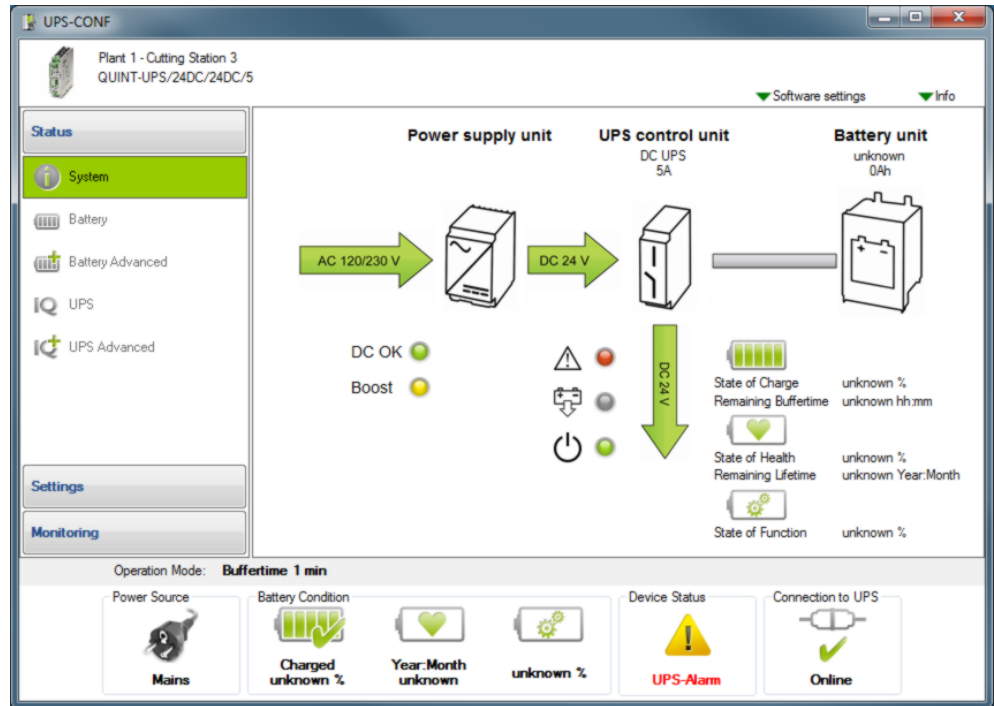 UPS-CONF
Plant 1 - Cutting Station 3
QUINT-UPS/24DC/24DC/5
Software settings
Info
Status
System
Battery
Battery Advanced
IQ UPS
IQ UPS Advanced
Settings
Monitoring
Power supply unit
UPS control unit
DC UPS
5A
Battery unit
unknown
0Ah
AC 120/230 V
DC 24 V
DC OK
Boost
DC 24 V
State of Charge unknown %
Remaining Buffertime unknown hh:mm
State of Health unknown %
Remaining Lifetime unknown Year:Month
State of Function unknown %
Operation Mode: Buffertime 1 min
Power Source
Mains
Battery Condition
Charged
unknown %
Year:Month
unknown
unknown %
Device Status
UPS-Alarm
Connection to UPS
Online